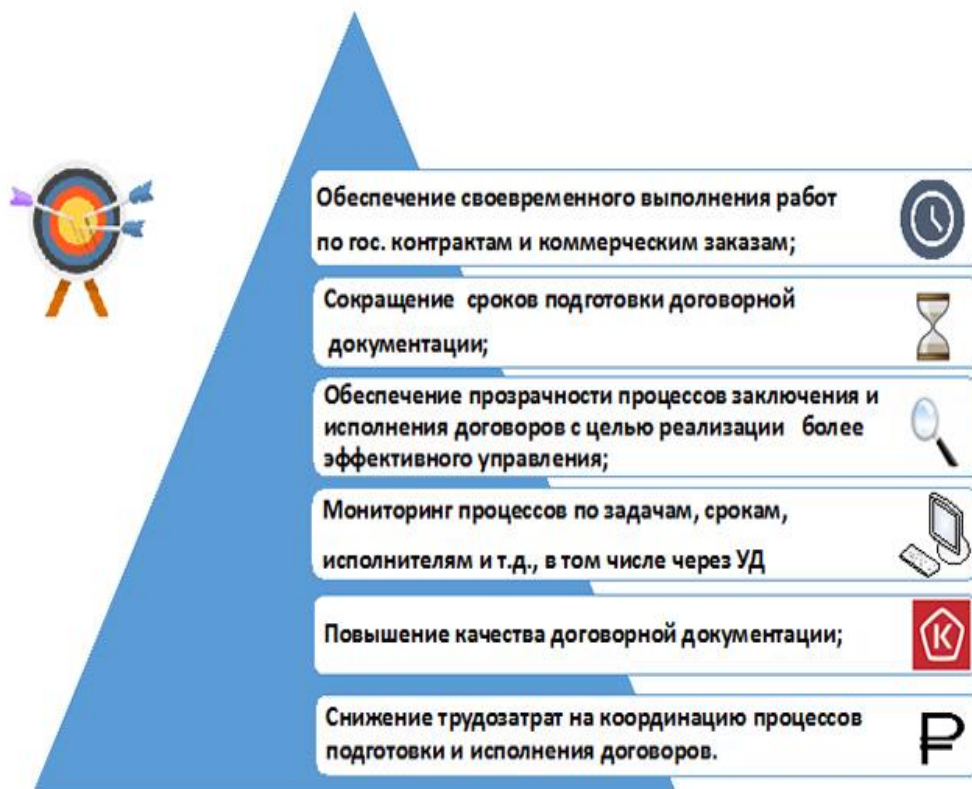 Обеспечение своевременного выполнения работ
по гос. контрактам и коммерческим заказам;
Сокращение сроков подготовки договорной
документации;
Обеспечение прозрачности процессов заключения и
исполнения договоров с целью реализации более
эффективного управления;
Мониторинг процессов по задачам, срокам,
исполнителям и т.д., в том числе через УД
Повышение качества договорной документации;
К
Снижение трудозатрат на координацию процессов
подготовки и исполнения договоров.
₽